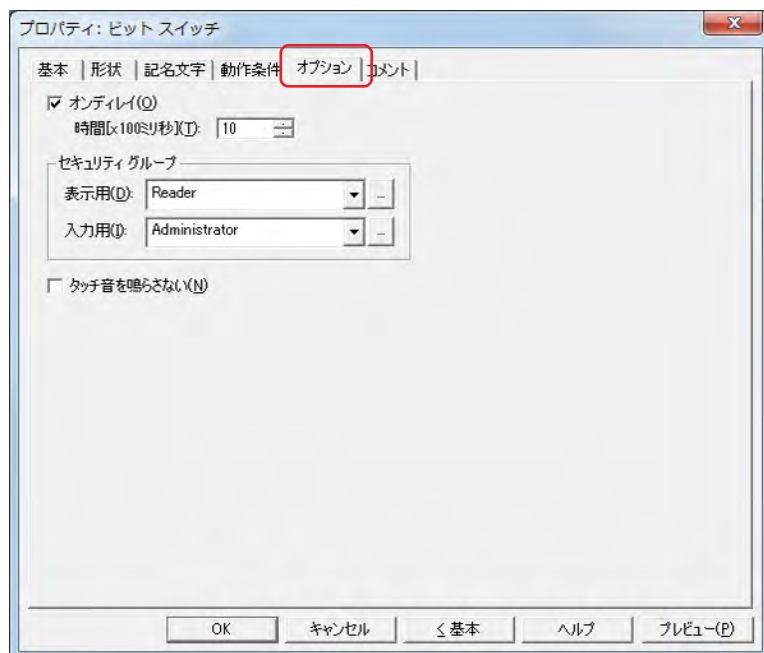 プロパティ: ビット スイッチ
基本 形状 記名文字 動作条件 オプション コメント
オンディレイ(O)
時間[x100ミリ秒](T): 10
セキュリティ グループ
表示用(D): Reader ...
入力用(I): Administrator ...
タッチ音を鳴らさない(N)
OK キャンセル < 基本 ヘルプ プレビュー(P)